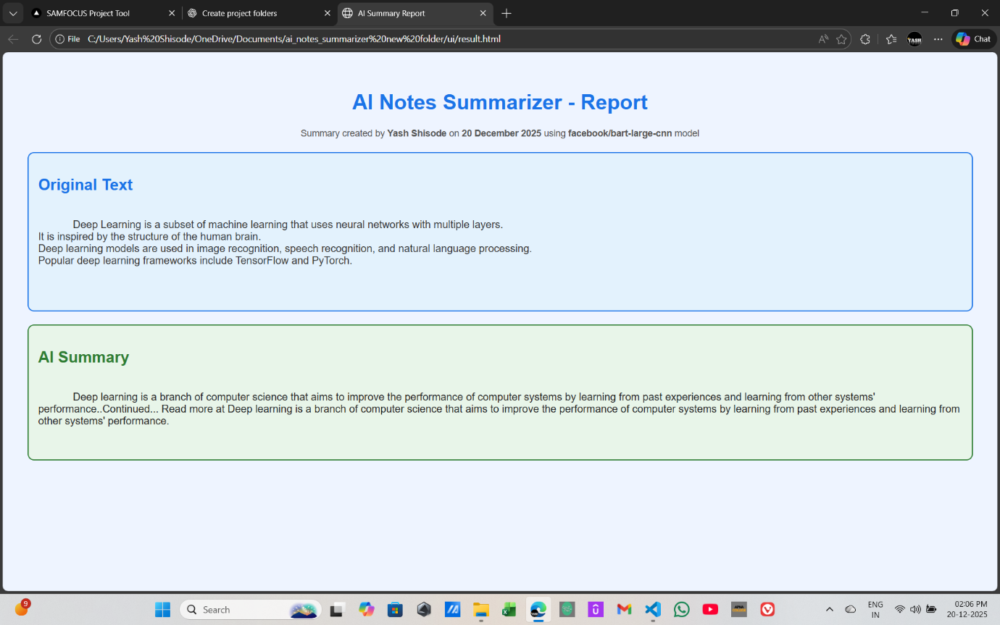 SAMFOCUS Project Tool
Create project folders
AI Summary Report
File
C:/Users/Yash%20Shisode/OneDrive/Documents/ai_notes_summarizer%20new%20folder/ui/result.html
YASH
Chat
AI Notes Summarizer - Report
Summary created by Yash Shisode on 20 December 2025 using facebook/bart-large-cnn model
Original Text
Deep Learning is a subset of machine learning that uses neural networks with multiple layers.
It is inspired by the structure of the human brain.
Deep learning models are used in image recognition, speech recognition, and natural language processing.
Popular deep learning frameworks include TensorFlow and PyTorch.
AI Summary
Deep learning is a branch of computer science that aims to improve the performance of computer systems by learning from past experiences and learning from other systems'
performance..Continued... Read more at Deep learning is a branch of computer science that aims to improve the performance of computer systems by learning from past experiences and learning from
other systems' performance.
9
Search
ENG
IN
02:06 PM
20-12-2025